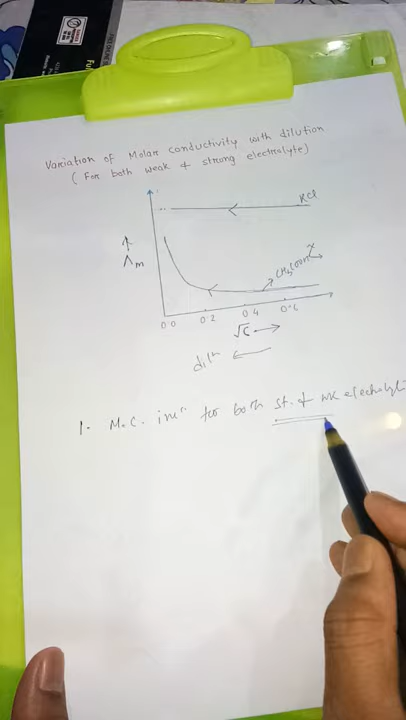 Variation of Molar conductivity with dilution
( For both weak & strong electrolyte)
KCl
↑
Λm
CH3COOH
0.0 0.2 0.4 0.6
√C →
dilⁿ ←
1. M.C. incⁿ for both st. & wk electrolyte